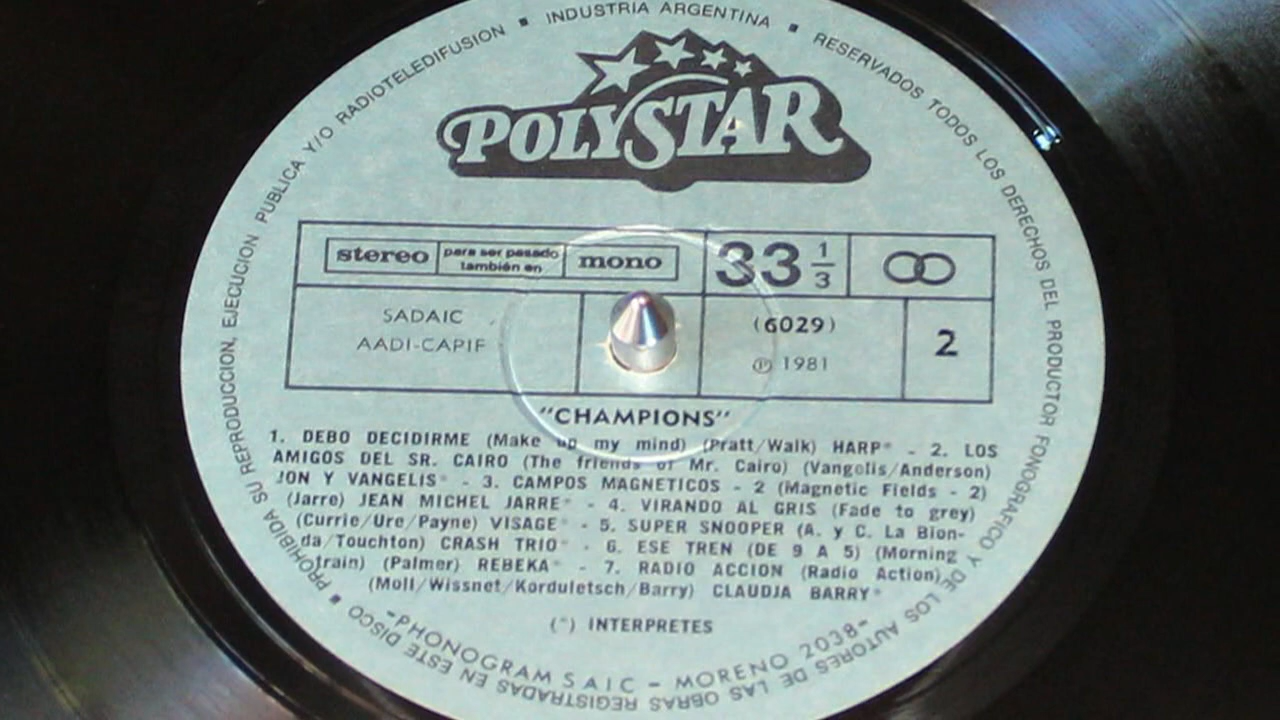 INDUSTRIA ARGENTINA ▪ RESERVADOS TODOS LOS DERECHOS DEL PRODUCTOR FONOGRAFICO Y DE LOS AUTORES DE LAS OBRAS REGISTRADAS EN ESTE DISCO ▪ PROHIBIDA SU REPRODUCCION, EJECUCION PUBLICA Y/O RADIOTELEDIFUSION ▪
POLYSTAR
stereo para ser pasado también en mono 33 1/3
SADAIC (6029) 2
AADI-CAPIF ℗ 1981
"CHAMPIONS"
1. DEBO DECIDIRME (Make up my mind) (Pratt/Walk) HARP* - 2. LOS
AMIGOS DEL SR. CAIRO (The friends of Mr. Cairo) (Vangelis/Anderson)
JON Y VANGELIS* - 3. CAMPOS MAGNETICOS - 2 (Magnetic Fields - 2)
(Jarre) JEAN MICHEL JARRE* - 4. VIRANDO AL GRIS (Fade to grey)
(Currie/Ure/Payne) VISAGE* - 5. SUPER SNOOPER (A. y C. La Bion-
da/Touchton) CRASH TRIO* - 6. ESE TREN (DE 9 A 5) (Morning
train) (Palmer) REBEKA* - 7. RADIO ACCION (Radio Action)
(Moll/Wissnet/Korduletsch/Barry) CLAUDJA BARRY*
(*) INTERPRETES
-PHONOGRAM S A I C - MORENO 2038-